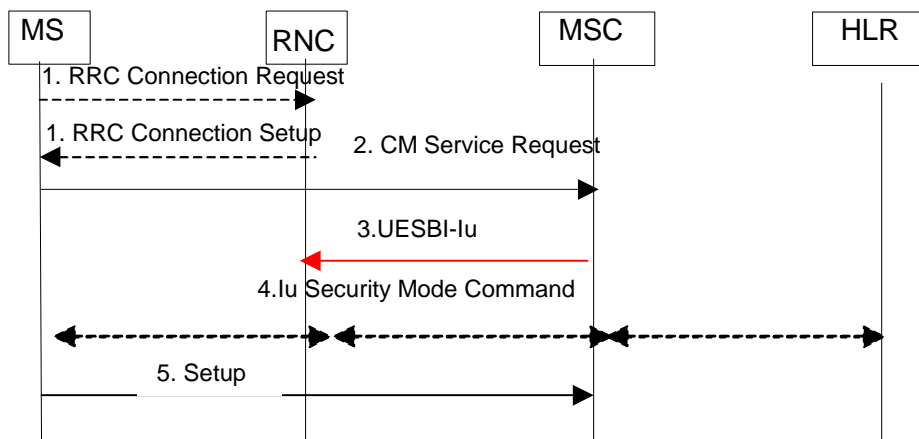 MS
RNC
MSC
HLR
1. RRC Connection Request
1. RRC Connection Setup
2. CM Service Request
3.UESBI-Iu
4.Iu Security Mode Command
5. Setup